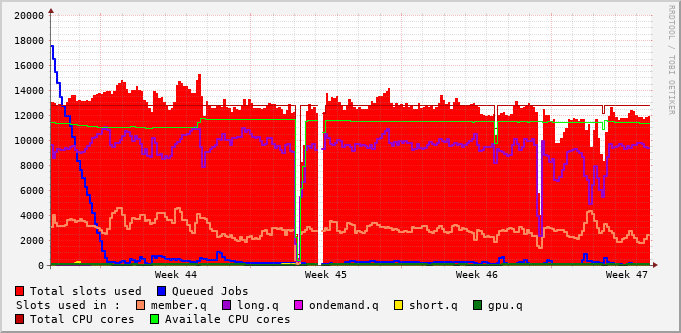 20000
18000
16000
14000
12000
10000
8000
6000
4000
2000
0
Week 44 Week 45 Week 46 Week 47
RRDTOOL / TOBI OETIKER
Total slots used Queued Jobs
Slots used in : member.q long.q ondemand.q short.q gpu.q
Total CPU cores Availale CPU cores